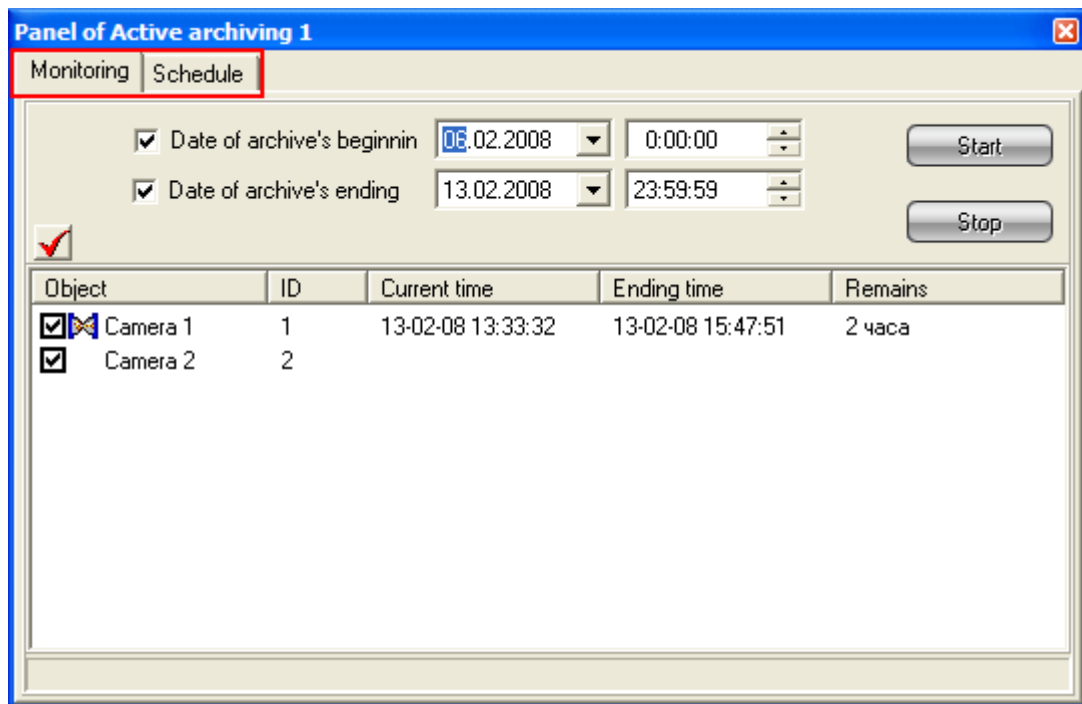 Panel of Active archiving 1
Monitoring Schedule
Date of archive's beginnin 06.02.2008 0:00:00 Start
Date of archive's ending 13.02.2008 23:59:59
Stop
Object ID Current time Ending time Remains
Camera 1 1 13-02-08 13:33:32 13-02-08 15:47:51 2 часа
Camera 2 2